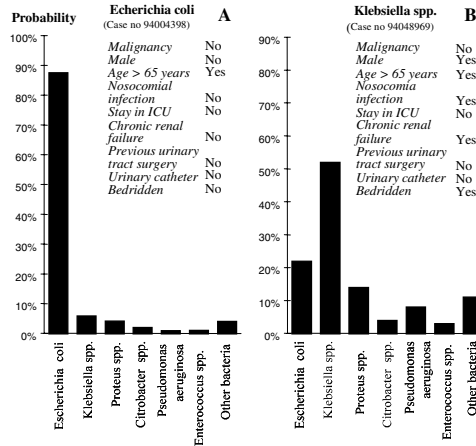 Probability
Escherichia coli
A
(Case no 94004398)
100%
90%
80%
70%
60%
50%
40%
30%
20%
10%
0%
Malignancy No
Male No
Age > 65 years Yes
Nosocomial
infection No
Stay in ICU No
Chronic renal
failure No
Previous urinary
tract surgery No
Urinary catheter No
Bedridden No
Escherichia coli
Klebsiella spp.
Proteus spp.
Citrobacter spp.
Pseudomonas
aeruginosa
Enterococcus spp.
Other bacteria
Klebsiella spp.
B
(Case no 94048969)
90%
80%
70%
60%
50%
40%
30%
20%
10%
0%
Malignancy No
Male Yes
Age > 65 years Yes
Nosocomia
infection Yes
Stay in ICU No
Chronic renal
failure Yes
Previous urinary
tract surgery No
Urinary catheter No
Bedridden Yes
Escherichia coli
Klebsiella spp.
Proteus spp.
Citrobacter spp.
Pseudomonas
aeruginosa
Enterococcus spp.
Other bacteria